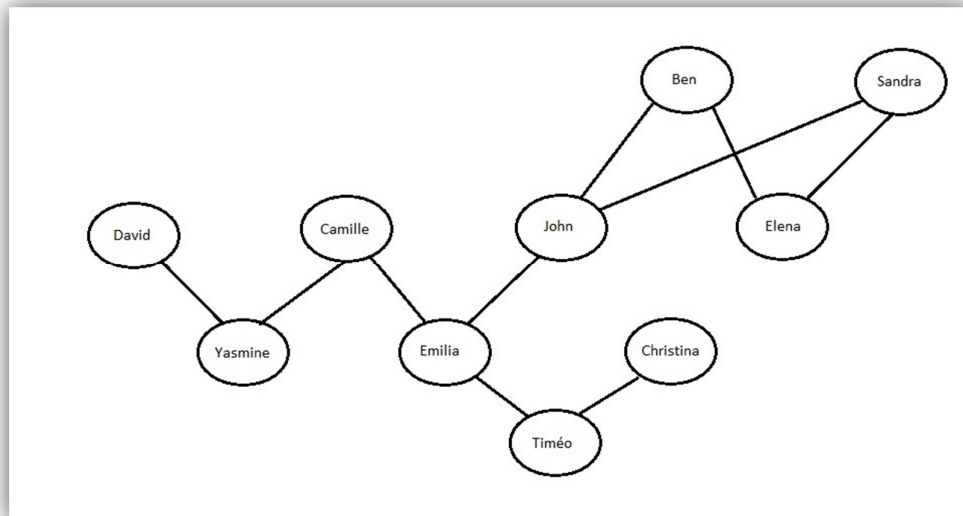 Ben
Sandra
David
Camille
John
Elena
Yasmine
Emilia
Christina
Timéo